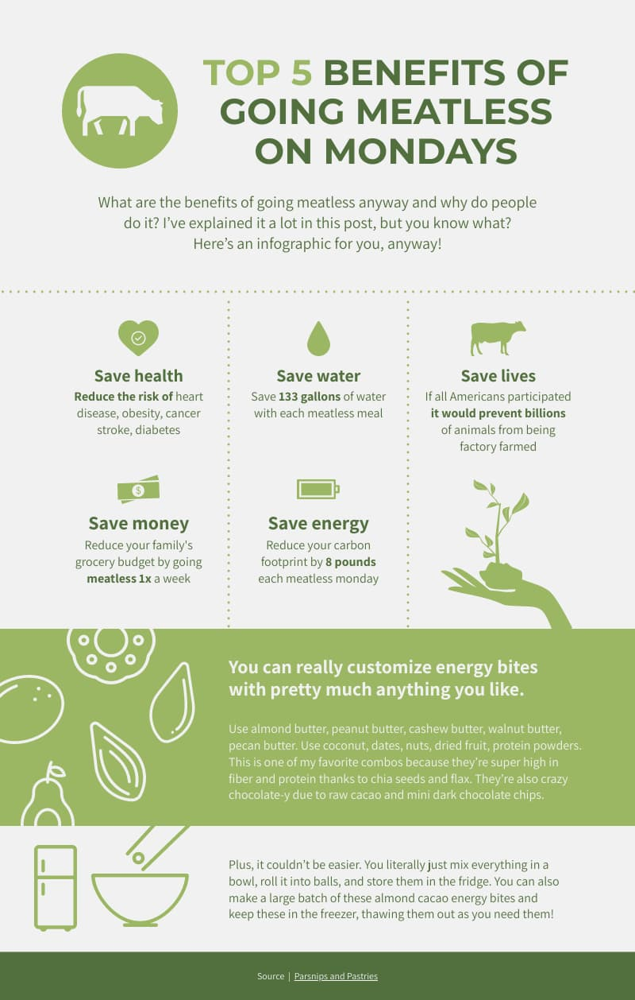 TOP 5 BENEFITS OF
GOING MEATLESS
ON MONDAYS
What are the benefits of going meatless anyway and why do people
do it? I’ve explained it a lot in this post, but you know what?
Here’s an infographic for you, anyway!
Save health
Reduce the risk of heart
disease, obesity, cancer
stroke, diabetes
Save water
Save 133 gallons of water
with each meatless meal
Save lives
If all Americans participated
it would prevent billions
of animals from being
factory farmed
$
Save money
Reduce your family's
grocery budget by going
meatless 1x a week
Save energy
Reduce your carbon
footprint by 8 pounds
each meatless monday
You can really customize energy bites
with pretty much anything you like.
Use almond butter, peanut butter, cashew butter, walnut butter,
pecan butter. Use coconut, dates, nuts, dried fruit, protein powders.
This is one of my favorite combos because they’re super high in
fiber and protein thanks to chia seeds and flax. They’re also crazy
chocolate-y due to raw cacao and mini dark chocolate chips.
Plus, it couldn’t be easier. You literally just mix everything in a
bowl, roll it into balls, and store them in the fridge. You can also
make a large batch of these almond cacao energy bites and
keep these in the freezer, thawing them out as you need them!
Source | Parsnips and Pastries